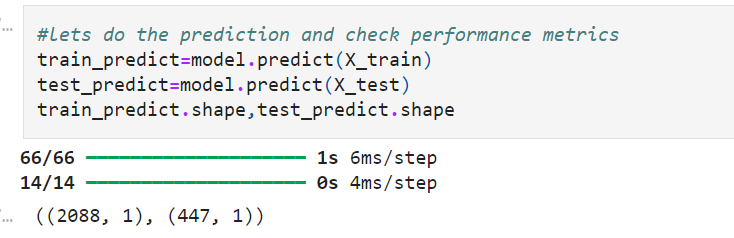 #Lets do the prediction and check performance metrics
train_predict=model.predict(X_train)
test_predict=model.predict(X_test)
train_predict.shape,test_predict.shape
66/66 ━━━━━━━━━━━━━━━━━━━━ 1s 6ms/step
14/14 ━━━━━━━━━━━━━━━━━━━━ 0s 4ms/step
((2088, 1), (447, 1))